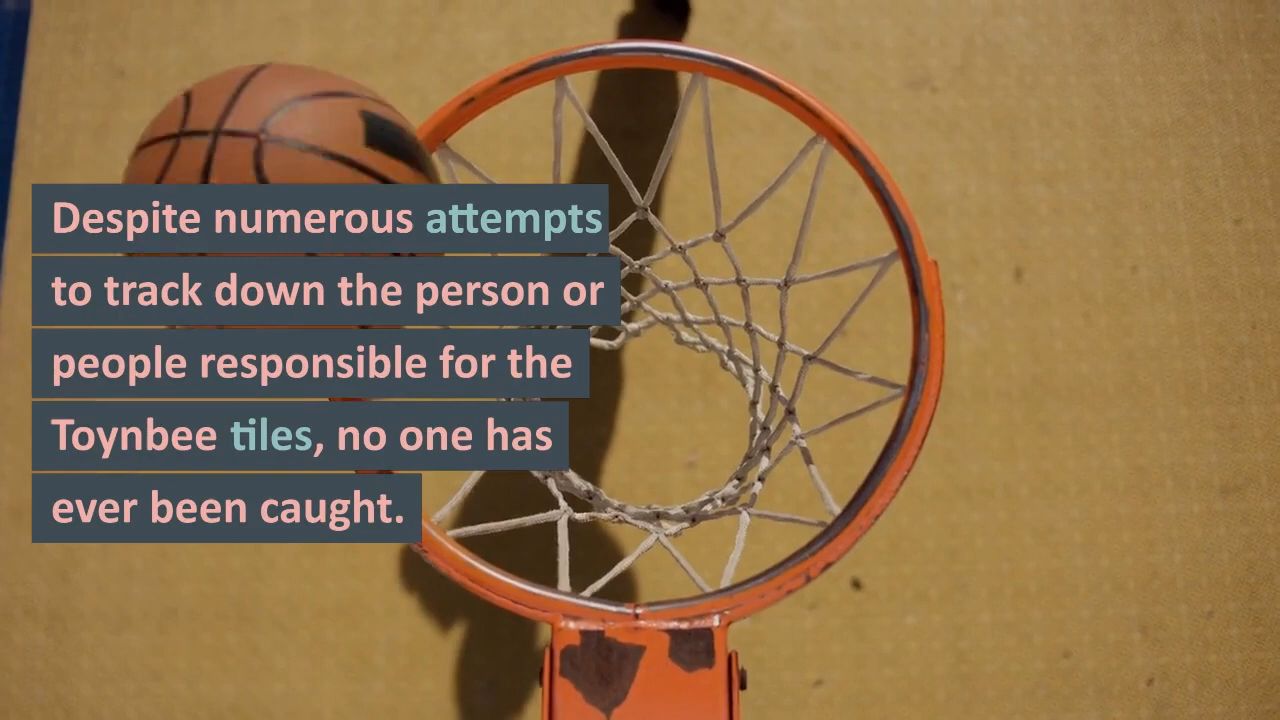 Despite numerous attempts
to track down the person or
people responsible for the
Toynbee tiles, no one has
ever been caught.